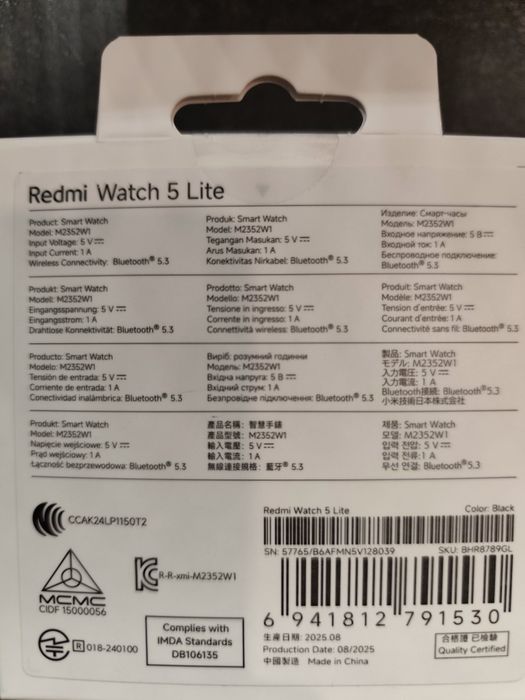 Redmi Watch 5 Lite
Product: Smart Watch
Model: M2352W1
Input Voltage: 5 V⎓
Input Current: 1 A
Wireless Connectivity: Bluetooth® 5.3
Produk: Smart Watch
Model: M2352W1
Tegangan Masukan: 5 V⎓
Arus Masukan: 1 A
Konektivitas Nirkabel: Bluetooth® 5.3
Изделие: Смарт-часы
Модель: M2352W1
Входное напряжение: 5 В⎓
Входной ток: 1 А
Беспроводное подключение:
Bluetooth® 5.3
Produkt: Smart Watch
Modell: M2352W1
Eingangsspannung: 5 V⎓
Eingangsstrom: 1 A
Drahtlose Konnektivität: Bluetooth® 5.3
Prodotto: Smart Watch
Modello: M2352W1
Tensione in ingresso: 5 V⎓
Corrente in ingresso: 1 A
Connettività wireless: Bluetooth® 5.3
Produit: Smart Watch
Modèle: M2352W1
Tension d'entrée: 5 V⎓
Courant d'entrée: 1 A
Connectivité sans fil: Bluetooth® 5.3
Producto: Smart Watch
Modelo: M2352W1
Tensión de entrada: 5 V⎓
Corriente de entrada: 1 A
Conectividad inalámbrica: Bluetooth® 5.3
Виріб: розумний годинник
Модель: M2352W1
Вхідна напруга: 5 В⎓
Вхідний струм: 1 А
Безпровідне підключення: Bluetooth® 5.3
製品: Smart Watch
モデル: M2352W1
入力電圧: 5 V⎓
入力電流: 1 A
Bluetooth接続: Bluetooth®5.3
小米技術日本株式会社
Produkt: Smart Watch
Model: M2352W1
Napięcie wejściowe: 5 V⎓
Prąd wejściowy: 1 A
Łączność bezprzewodowa: Bluetooth® 5.3
產品名稱: 智慧手錶
產品型號: M2352W1
輸入電壓: 5 V⎓
輸入電流: 1 A
無線連接規格: 藍牙® 5.3
제품: Smart Watch
모델: M2352W1
입력 전압: 5 V⎓
입력 전류: 1 A
무선 연결: Bluetooth®5.3
CCAK24LP1150T2
MCMC
CIDF 15000056
R-R-xmi-M2352W1
R 018-240100
Complies with
IMDA Standards
DB106135
Redmi Watch 5 Lite
Color: Black
SN: 57765/B6AFMN5V128039
SKU: BHR8789GL
6 941812 791530
生產日期: 2025.08
Production Date: 08/2025
中國製造 Made in China
合格證 已檢驗
Quality Certified